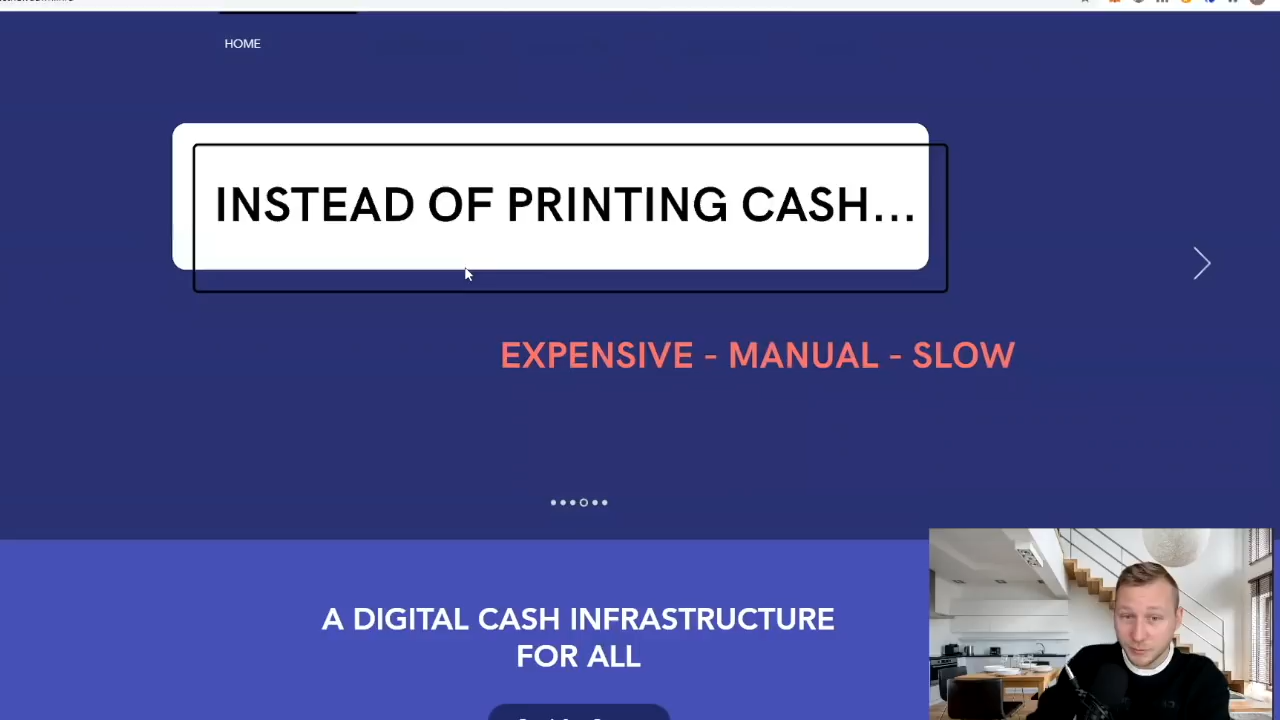 HOME
INSTEAD OF PRINTING CASH...
EXPENSIVE - MANUAL - SLOW
A DIGITAL CASH INFRASTRUCTURE
FOR ALL